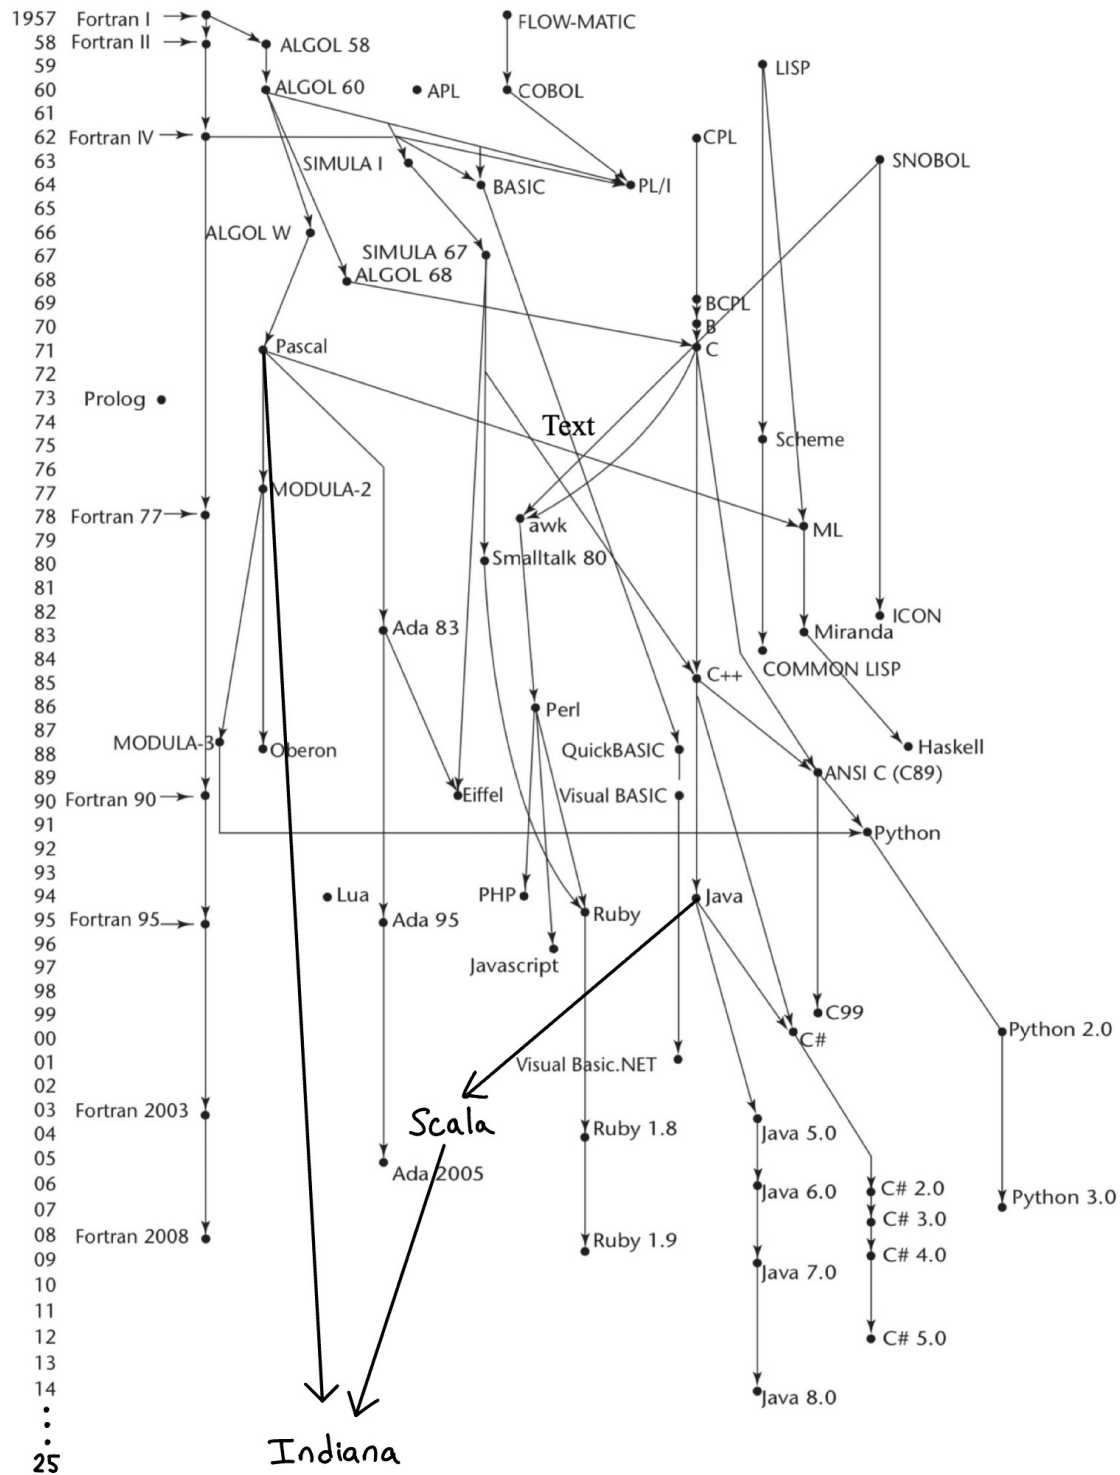 1957 Fortran I FLOW-MATIC
58 Fortran II ALGOL 58
59 LISP
60 ALGOL 60 APL COBOL
61
62 Fortran IV CPL
63 SIMULA I SNOBOL
64 BASIC PL/I
65
66 ALGOL W
67 SIMULA 67
68 ALGOL 68
69 BCPL
70 B
71 Pascal C
72
73 Prolog
74 Text
75 Scheme
76
77 MODULA-2
78 Fortran 77 awk ML
79
80 Smalltalk 80
81
82 ICON
83 Ada 83 Miranda
84 COMMON LISP
85 C++
86 Perl
87 MODULA-3 Haskell
88 Oberon QuickBASIC
89 ANSI C (C89)
90 Fortran 90 Eiffel Visual BASIC
91 Python
92
93
94 Lua PHP Java
95 Fortran 95 Ada 95 Ruby
96
97 Javascript
98
99 C99
00 C# Python 2.0
01 Visual Basic.NET
02
03 Fortran 2003 Scala
04 Ruby 1.8 Java 5.0
05 Ada 2005
06 Java 6.0 C# 2.0 Python 3.0
07 C# 3.0
08 Fortran 2008 Ruby 1.9
09 Java 7.0 C# 4.0
10
11
12 C# 5.0
13
14 Java 8.0
Indiana
25